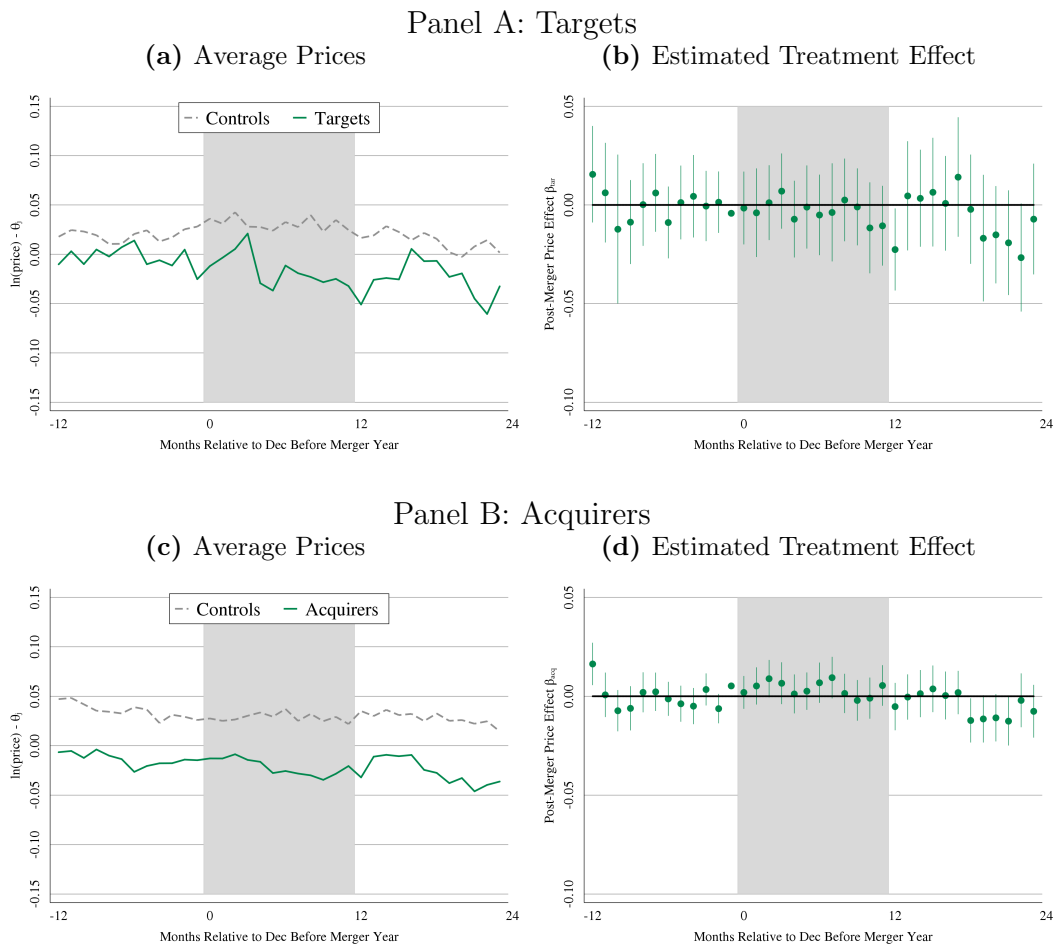 Panel A: Targets
(a) Average Prices
(b) Estimated Treatment Effect
0.15
0.10
0.05
0.00
-0.05
-0.10
-0.15
ln(price) - θj
Controls
Targets
-12
0
12
24
Months Relative to Dec Before Merger Year
0.05
0.00
-0.05
-0.10
Post-Merger Price Effect βtar
-12
0
12
24
Months Relative to Dec Before Merger Year
Panel B: Acquirers
(c) Average Prices
(d) Estimated Treatment Effect
0.15
0.10
0.05
0.00
-0.05
-0.10
-0.15
ln(price) - θj
Controls
Acquirers
-12
0
12
24
Months Relative to Dec Before Merger Year
0.05
0.00
-0.05
-0.10
Post-Merger Price Effect βacq
-12
0
12
24
Months Relative to Dec Before Merger Year